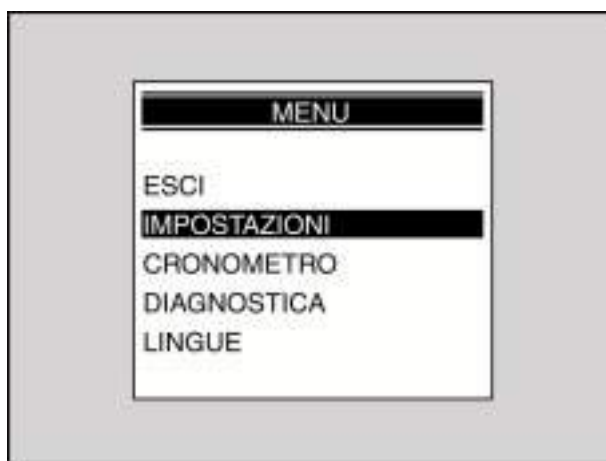 MENU
ESCI
IMPOSTAZIONI
CRONOMETRO
DIAGNOSTICA
LINGUE